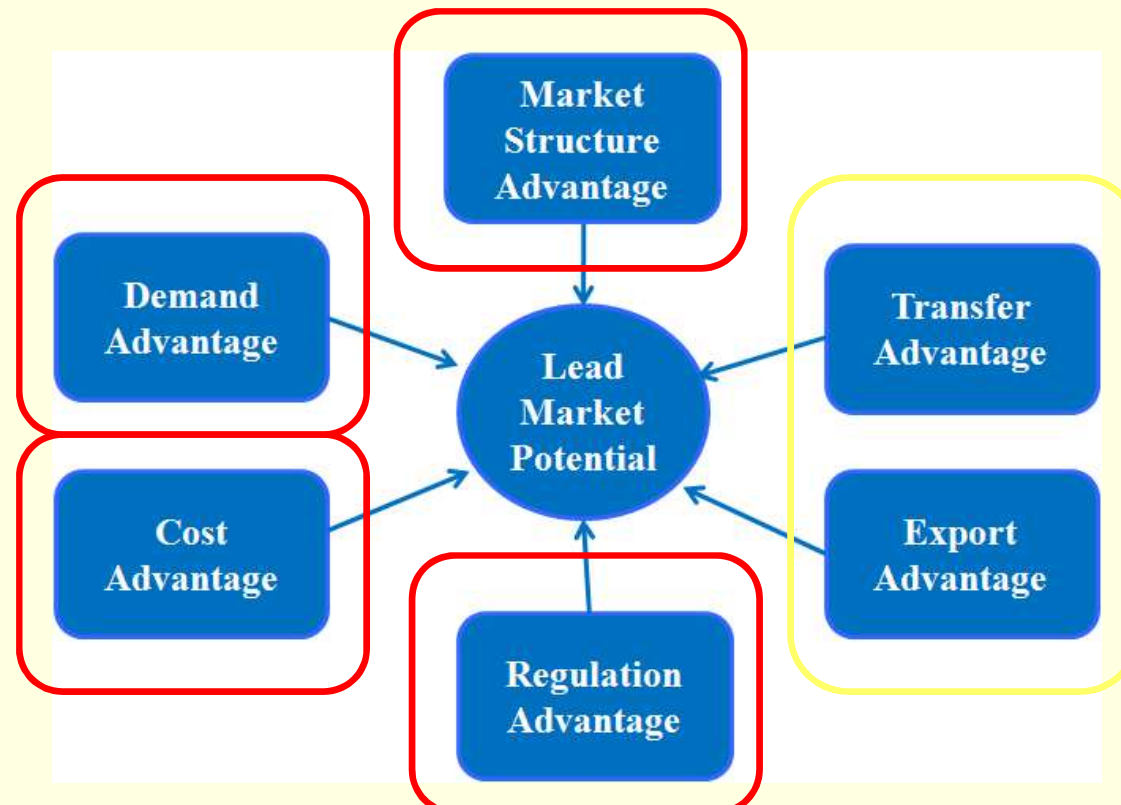 Market
Structure
Advantage
Demand
Advantage
Transfer
Advantage
Lead
Market
Potential
Cost
Advantage
Export
Advantage
Regulation
Advantage